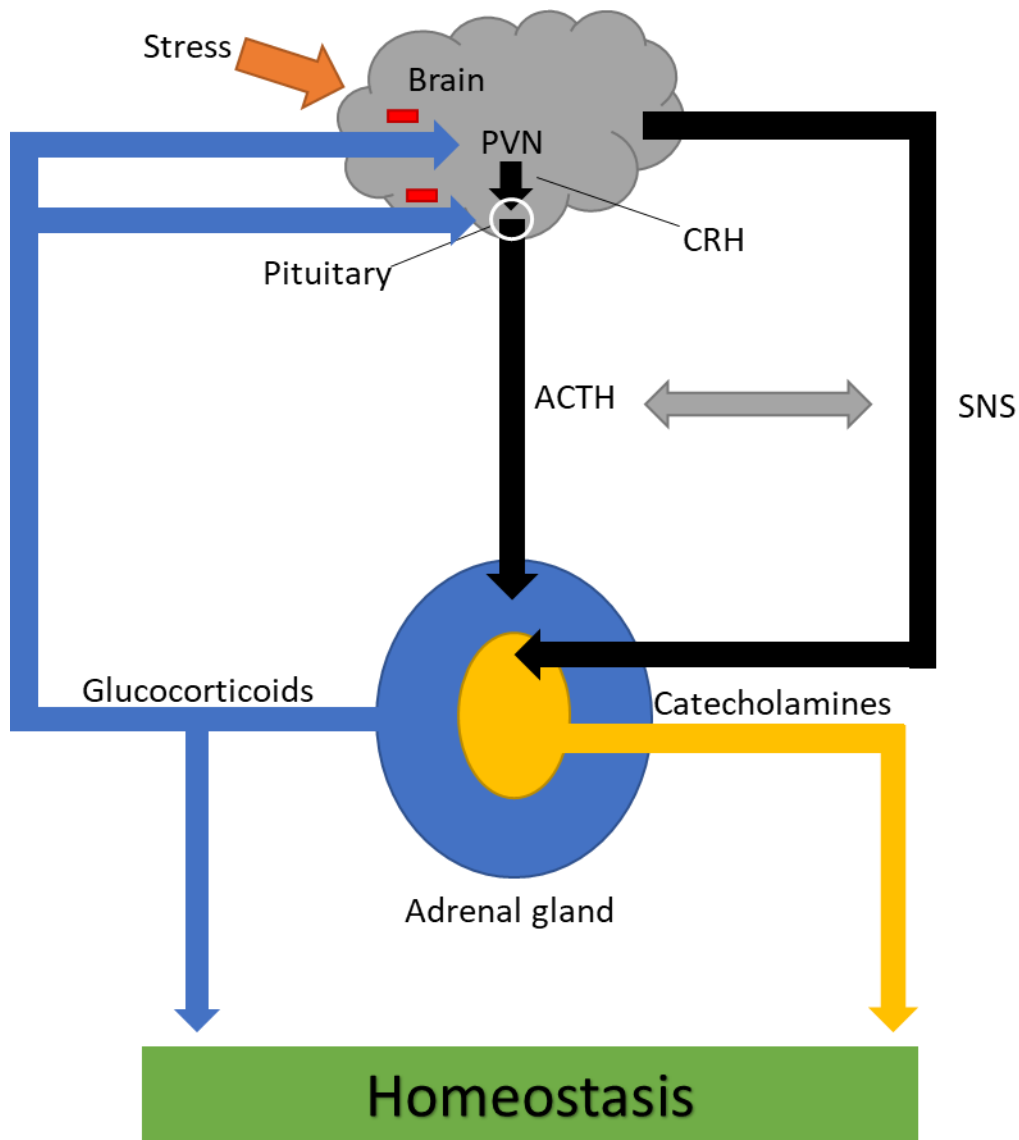 Stress
Brain
PVN
CRH
Pituitary
ACTH
SNS
Glucocorticoids
Catecholamines
Adrenal gland
Homeostasis